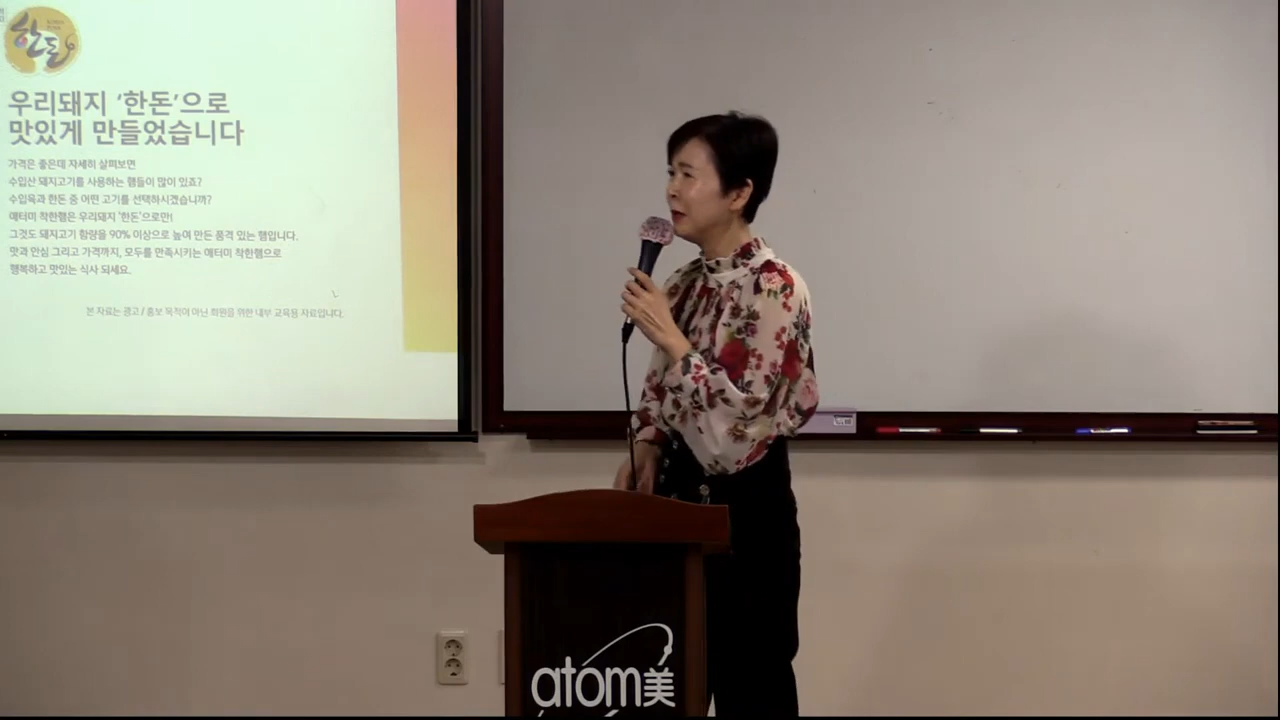 한돈
우리돼지 ‘한돈’으로
맛있게 만들었습니다
가격은 좋은데 자세히 살펴보면
수입산 돼지고기를 사용하는 햄들이 많이 있죠?
수입육과 한돈 중 어떤 고기를 선택하시겠습니까?
애터미 착한햄은 우리돼지 '한돈'으로만!
그것도 돼지고기 함량을 90% 이상으로 높여 만든 품격 있는 햄입니다.
맛과 안심 그리고 가격까지, 모두를 만족시키는 애터미 착한햄으로
행복하고 맛있는 식사 되세요.
본 자료는 광고 / 홍보 목적이 아닌 회원을 위한 내부 교육용 자료입니다.
atom美